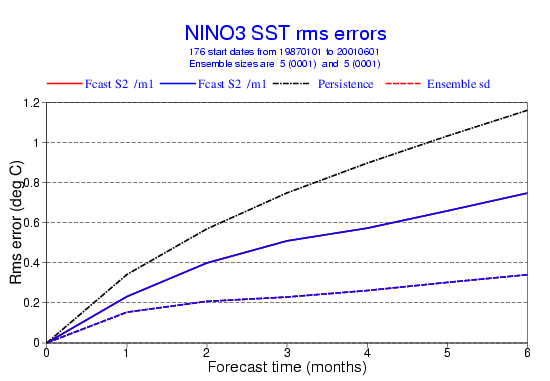 NINO3 SST rms errors
176 start dates from 19870101 to 20010601
Ensemble sizes are 5 (0001) and 5 (0001)
Fcast S2 /m1 Fcast S2 /m1 Persistence Ensemble sd
1.2
1
0.8
0.6
0.4
0.2
0
Rms error (deg C)
0 1 2 3 4 5 6
Forecast time (months)